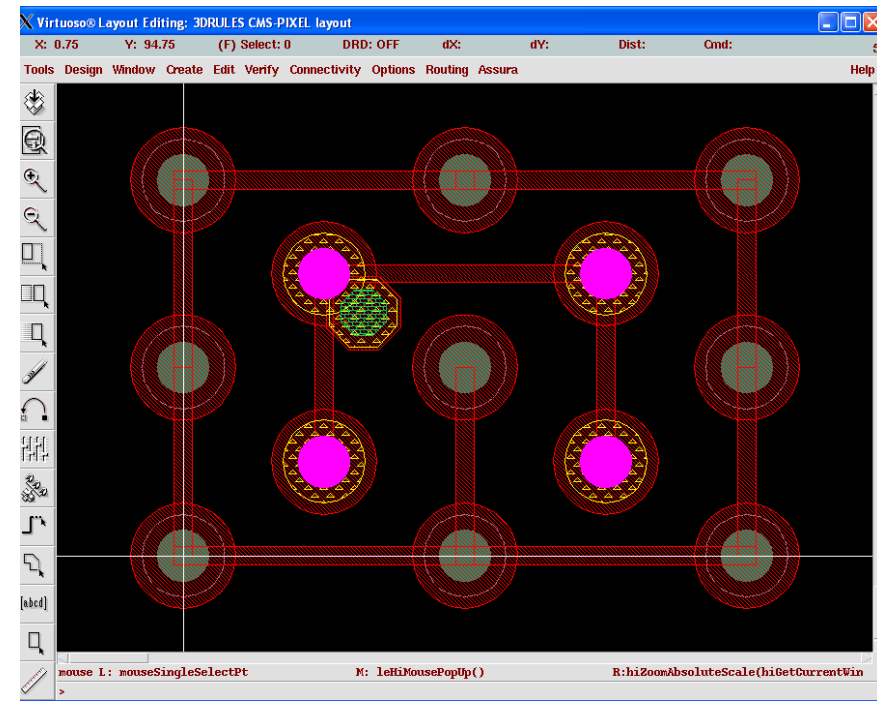 Virtuoso® Layout Editing: 3DRULES CMS-PIXEL layout
X: 0.75 Y: 94.75 (F) Select: 0 DRD: OFF dX: dY: Dist: Cmd:
Tools Design Window Create Edit Verify Connectivity Options Routing Assura Help
[abcd]
mouse L: mouseSingleSelectPt M: leHiMousePopUp() R:hiZoomAbsoluteScale(hiGetCurrentWin
>